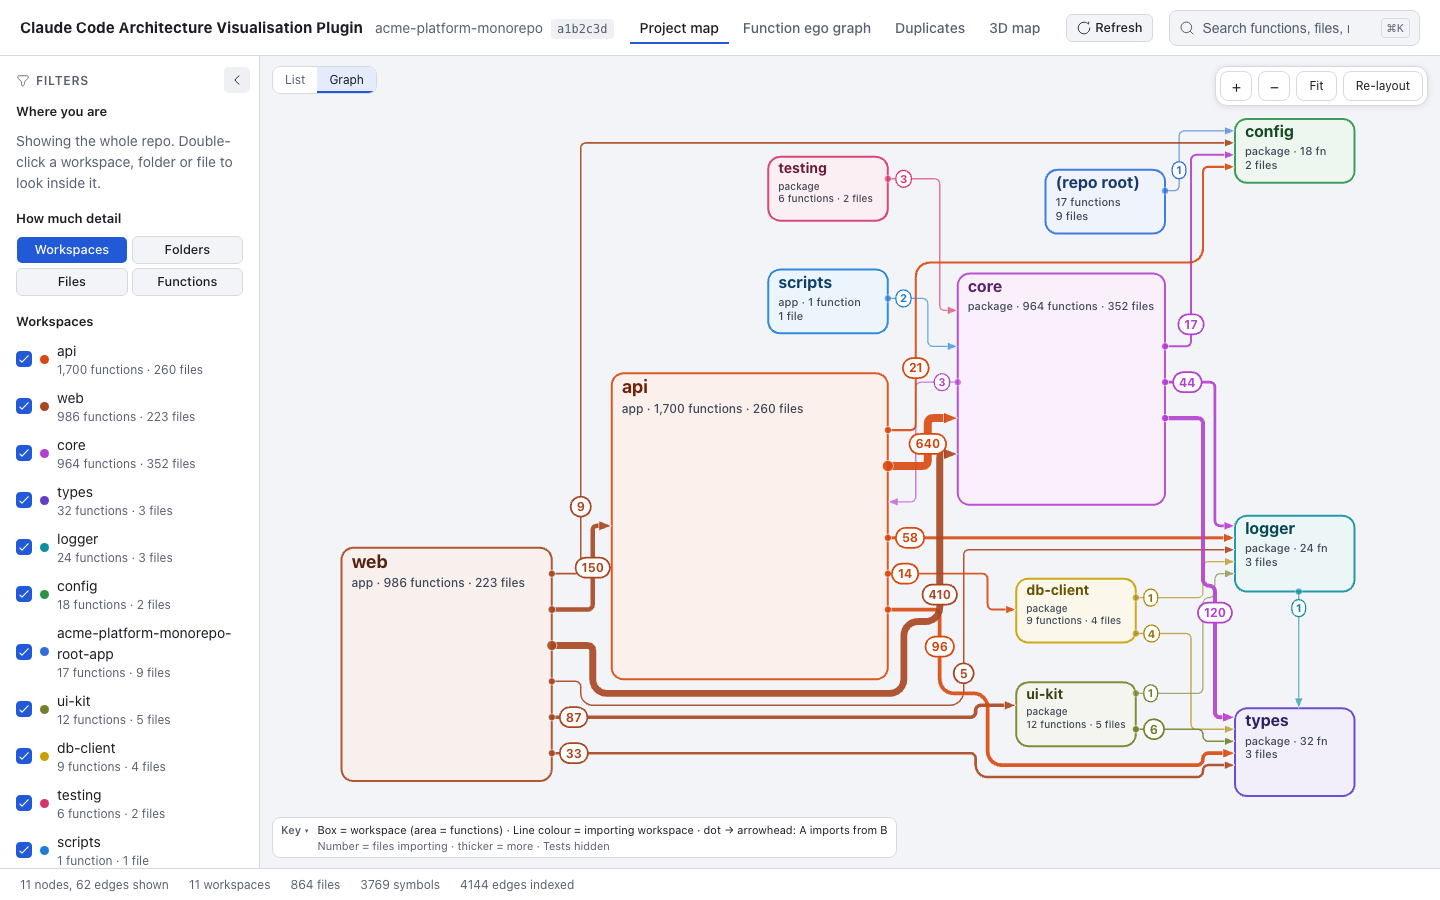 Claude Code Architecture Visualisation Plugin acme-platform-monorepo a1b2c3d Project map Function ego graph Duplicates 3D map Refresh Search functions, files, ⌘K
FILTERS
Where you are
Showing the whole repo. Double-
click a workspace, folder or file to
look inside it.
How much detail
Workspaces Folders
Files Functions
Workspaces
api
1,700 functions · 260 files
web
986 functions · 223 files
core
964 functions · 352 files
types
32 functions · 3 files
logger
24 functions · 3 files
config
18 functions · 2 files
acme-platform-monorepo-
root-app
17 functions · 9 files
ui-kit
12 functions · 5 files
db-client
9 functions · 4 files
testing
6 functions · 2 files
scripts
1 function · 1 file
List Graph
+ − Fit Re-layout
config
package · 18 fn
2 files
testing
package
6 functions · 2 files
3
(repo root)
17 functions
9 files
1
scripts
app · 1 function
1 file
2
core
package · 964 functions · 352 files
17
44
21
3
api
app · 1,700 functions · 260 files
640
9
150
58
14
410
96
5
web
app · 986 functions · 223 files
87
33
logger
package · 24 fn
3 files
1
db-client
package
9 functions · 4 files
1
4
120
ui-kit
package
12 functions · 5 files
1
6
types
package · 32 fn
3 files
Key ▾ Box = workspace (area = functions) · Line colour = importing workspace · dot → arrowhead: A imports from B
Number = files importing · thicker = more · Tests hidden
11 nodes, 62 edges shown 11 workspaces 864 files 3769 symbols 4144 edges indexed